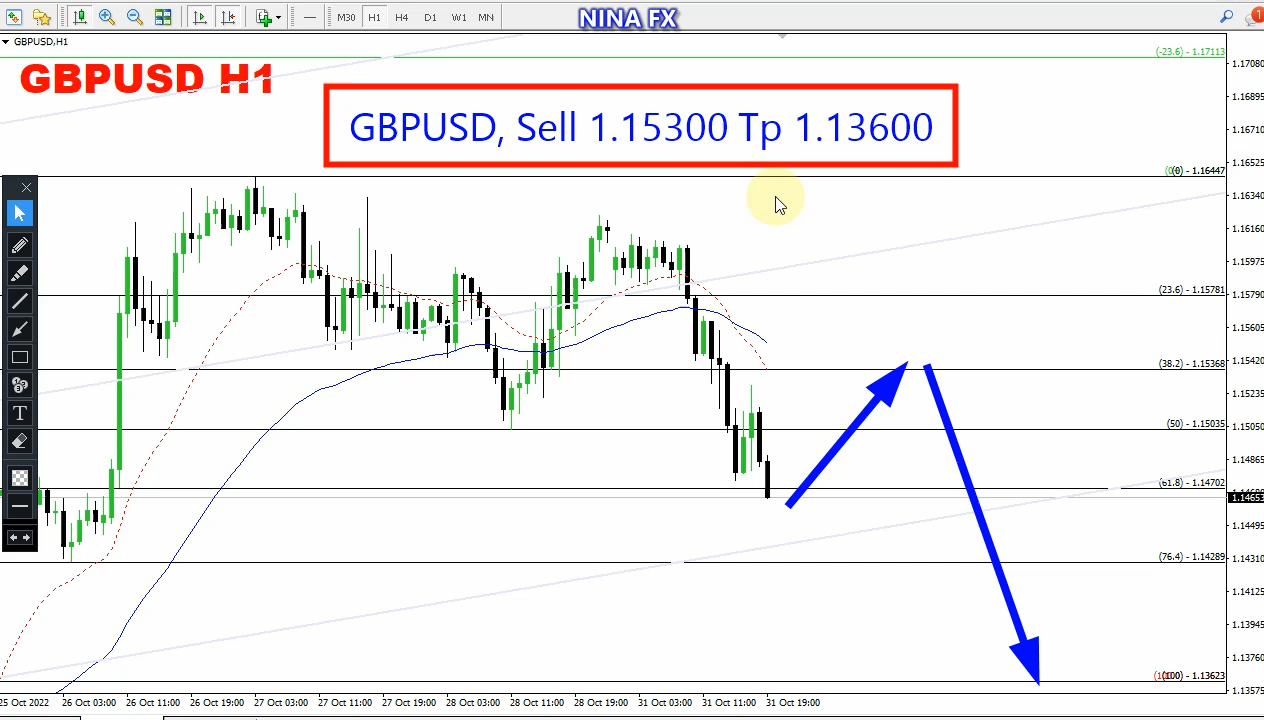 M30 H1 H4 D1 W1 MN
NINA FX
1
GBPUSD,H1
GBPUSD H1
GBPUSD, Sell 1.15300 Tp 1.13600
(-23.6) - 1.17113
1.17080
1.16895
1.16710
1.16525
(0) - 1.16447
1.16340
1.16160
1.15975
(23.6) - 1.15781
1.15790
1.15605
1.15420
(38.2) - 1.15368
1.15235
(50) - 1.15035
1.15050
1.14865
(61.8) - 1.14702
1.14653
1.14495
(76.4) - 1.14289
1.14310
1.14125
1.13945
1.13760
(100) - 1.13623
1.13575
T
25 Oct 2022 26 Oct 03:00 26 Oct 11:00 26 Oct 19:00 27 Oct 03:00 27 Oct 11:00 27 Oct 19:00 28 Oct 03:00 28 Oct 11:00 28 Oct 19:00 31 Oct 03:00 31 Oct 11:00 31 Oct 19:00